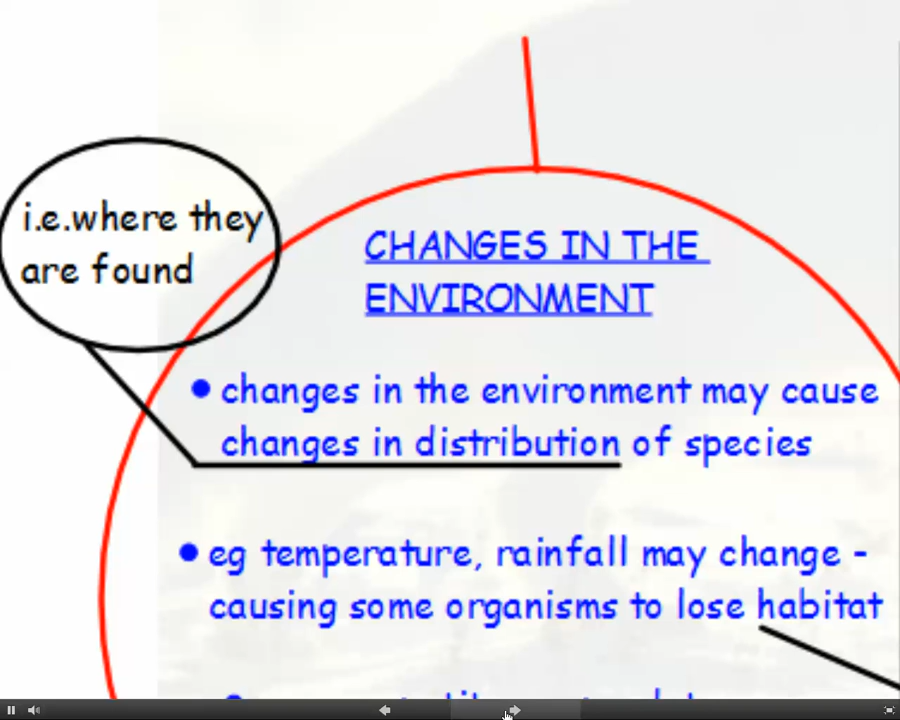 i.e.where they
are found
CHANGES IN THE
ENVIRONMENT
• changes in the environment may cause
changes in distribution of species
• eg temperature, rainfall may change -
causing some organisms to lose habitat